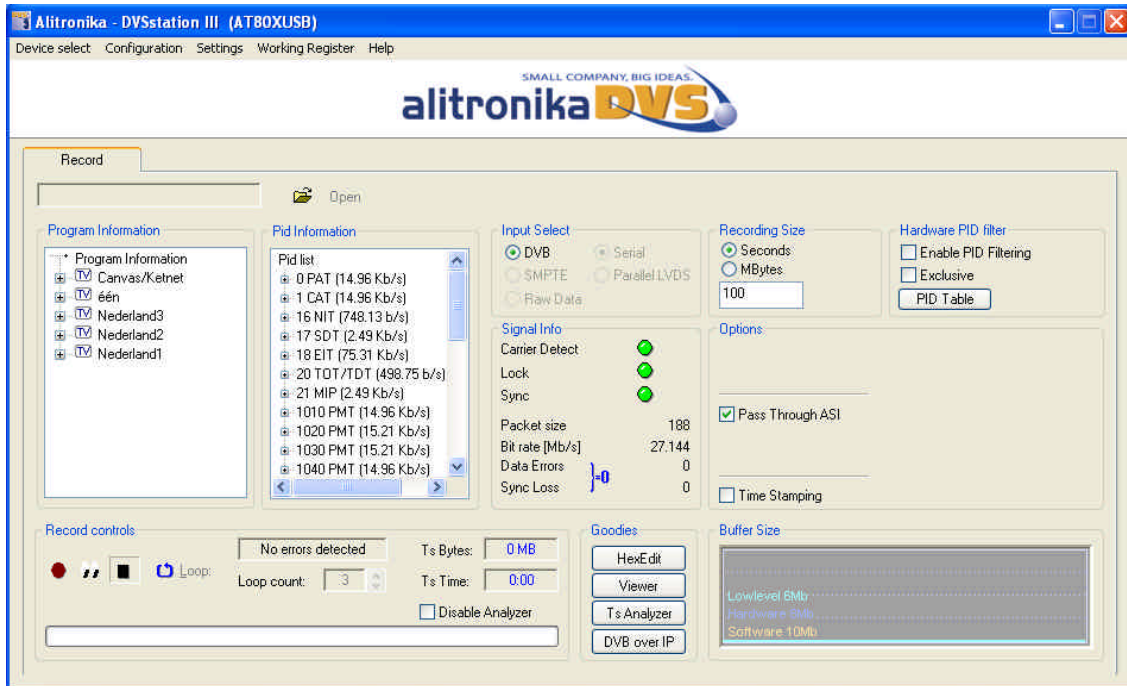 Alitronika - DVSstation III (AT80XUSB)
Device select Configuration Settings Working Register Help
SMALL COMPANY, BIG IDEAS.
alitronika DVS
Record
Open
Program Information
Program Information
TV Canvas/Ketnet
TV één
TV Nederland3
TV Nederland2
TV Nederland1
Pid Information
Pid list
0 PAT (14.96 Kb/s)
1 CAT (14.96 Kb/s)
16 NIT (748.13 b/s)
17 SDT (2.49 Kb/s)
18 EIT (75.31 Kb/s)
20 TOT/TDT (498.75 b/s)
21 MIP (2.49 Kb/s)
1010 PMT (14.96 Kb/s)
1020 PMT (15.21 Kb/s)
1030 PMT (15.21 Kb/s)
1040 PMT (14.96 Kb/s)
Input Select
DVB Serial
SMPTE Parallel LVDS
Raw Data
Signal Info
Carrier Detect
Lock
Sync
Packet size 188
Bit rate [Mb/s] 27.144
Data Errors 0
}=0
Sync Loss 0
Recording Size
Seconds
MBytes
100
Hardware PID filter
Enable PID Filtering
Exclusive
PID Table
Options
Pass Through ASI
Time Stamping
Record controls
Loop:
No errors detected
Loop count: 3
Ts Bytes: 0 MB
Ts Time: 0:00
Disable Analyzer
Goodies
HexEdit
Viewer
Ts Analyzer
DVB over IP
Buffer Size
Lowlevel 6Mb
Hardware 8Mb
Software 10Mb